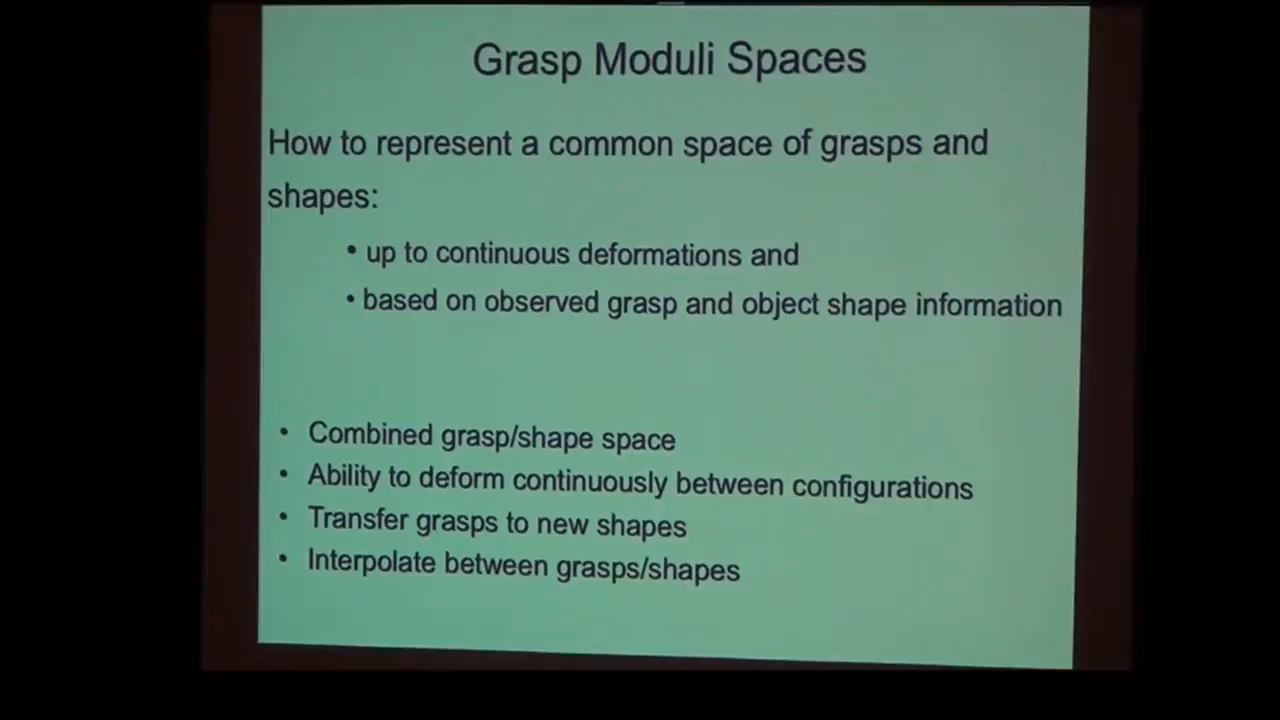 Grasp Moduli Spaces
How to represent a common space of grasps and
shapes:
• up to continuous deformations and
• based on observed grasp and object shape information
• Combined grasp/shape space
• Ability to deform continuously between configurations
• Transfer grasps to new shapes
• Interpolate between grasps/shapes